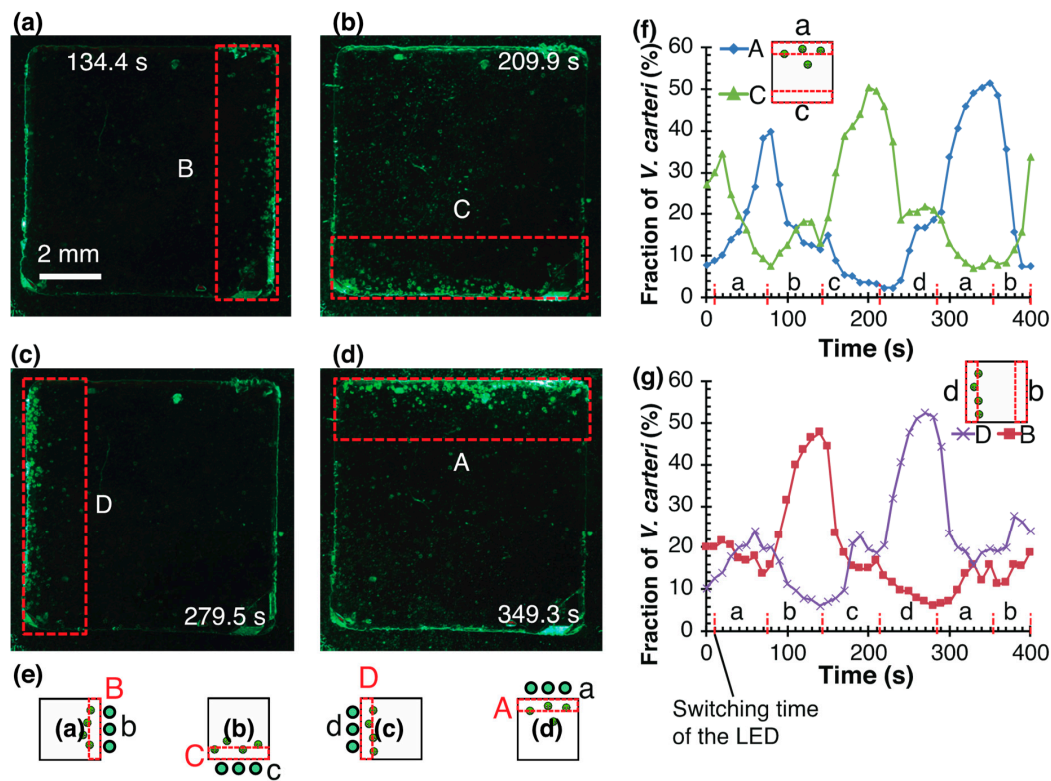 (a)
134.4 s
B
2 mm
(b)
209.9 s
C
(c)
D
279.5 s
(d)
A
349.3 s
(e)
B
(a)
b
(b)
C
c
D
d
(c)
a
A
(d)
(f)
Fraction of V. carteri (%)
60
50
40
30
20
10
0
A
C
a
c
a
b
c
d
a
b
0
100
200
300
400
Time (s)
(g)
Fraction of V. carteri (%)
60
50
40
30
20
10
0
d
b
D
B
a
b
c
d
a
b
0
100
200
300
400
Time (s)
Switching time
of the LED